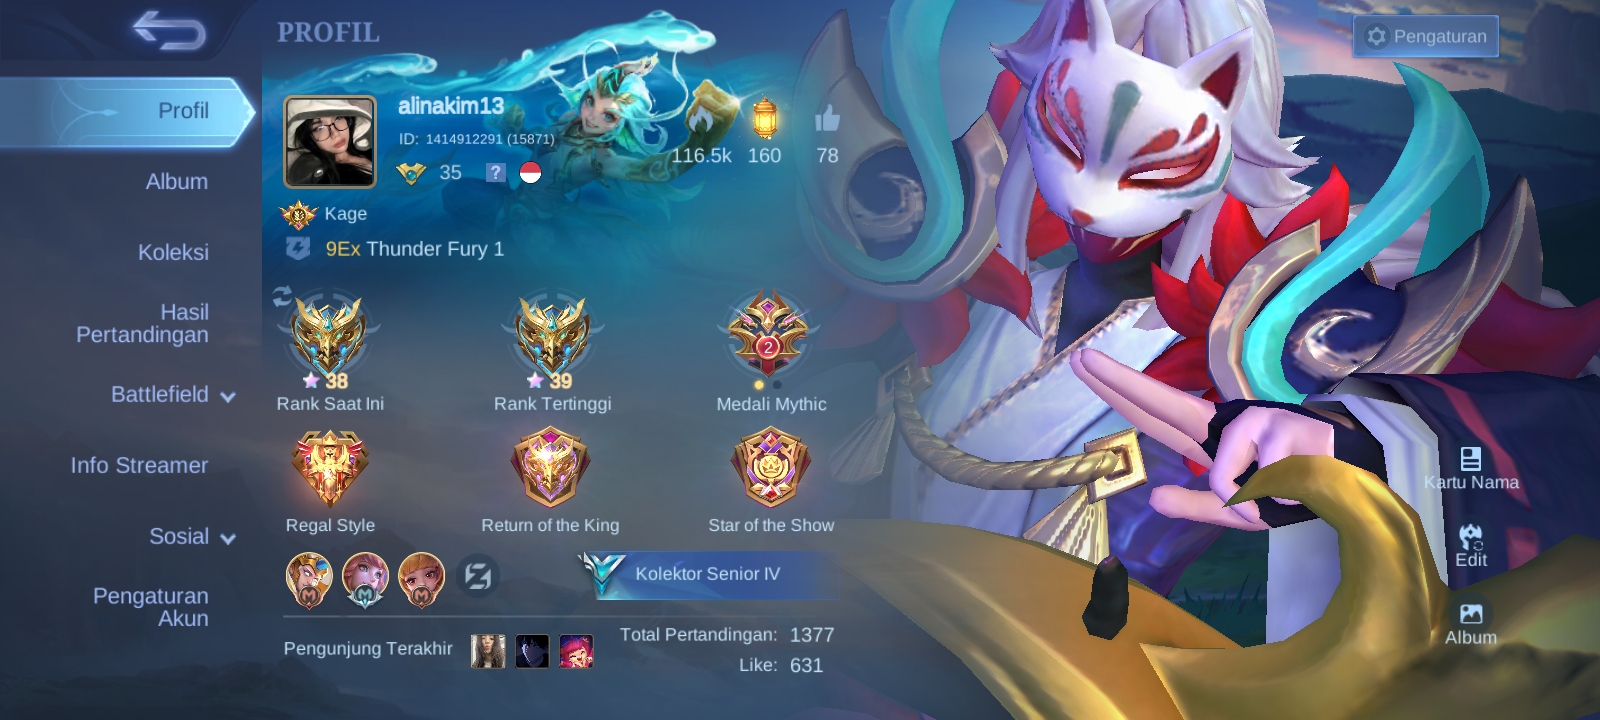 PROFIL
Pengaturan
Profil
Album
Koleksi
Hasil
Pertandingan
Battlefield
Info Streamer
Sosial
Pengaturan
Akun
alinakim13
ID: 1414912291 (15871)
35
?
116.5k
160
78
Kage
9Ex Thunder Fury 1
38
Rank Saat Ini
39
Rank Tertinggi
2
Medali Mythic
Regal Style
Return of the King
Star of the Show
M
M
M
Kolektor Senior IV
Pengunjung Terakhir
Total Pertandingan: 1377
Like: 631
Kartu Nama
Edit
Album